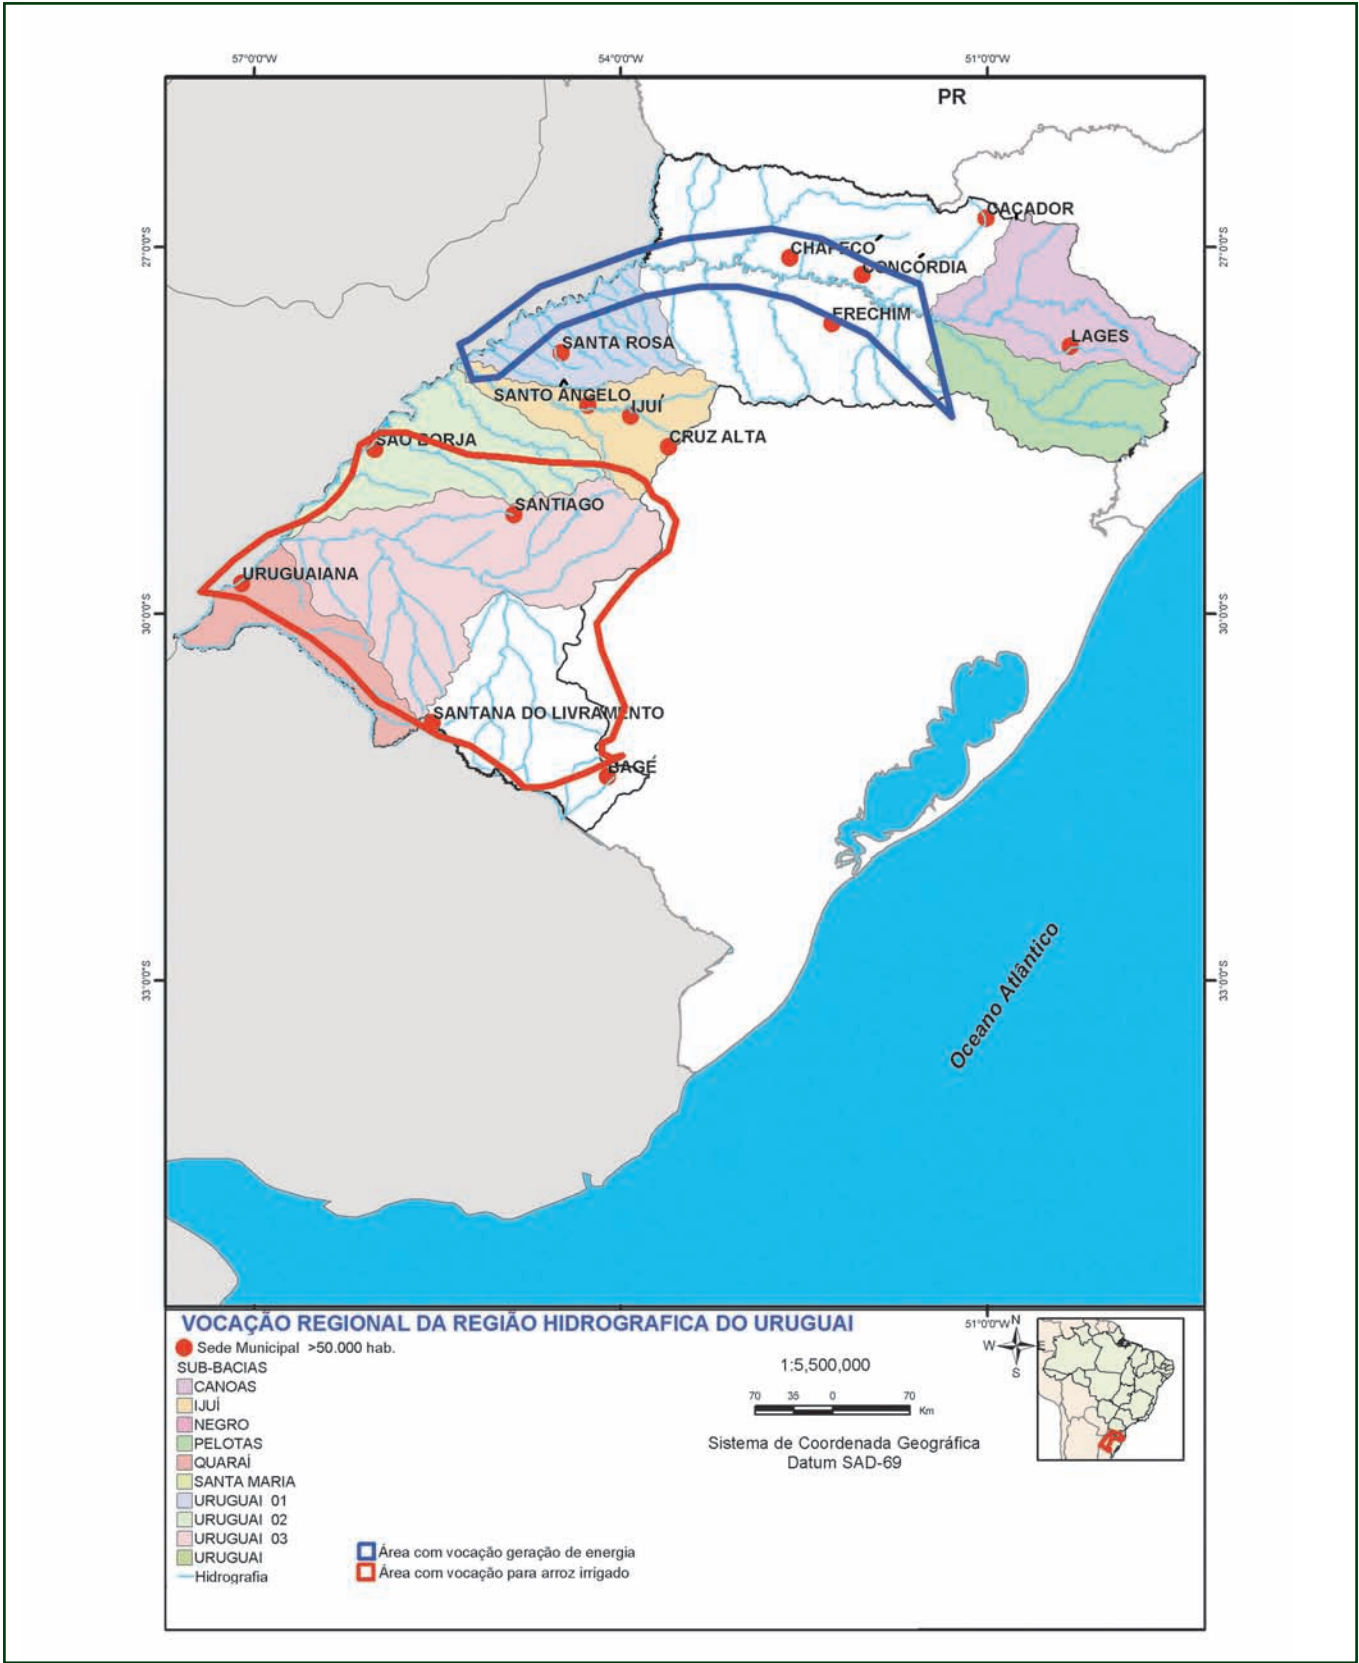 57°0'0"W
54°0'0"W
51°0'0"W
PR
CAÇADOR
27°0'0"S
27°0'0"S
CHAPECÓ
CONCÓRDIA
ERECHIM
LAGES
SANTA ROSA
SANTO ÂNGELO
IJUÍ
CRUZ ALTA
SÃO BORJA
SANTIAGO
URUGUAIANA
30°0'0"S
30°0'0"S
SANTANA DO LIVRAMENTO
BAGÉ
Oceano Atlântico
33°0'0"S
33°0'0"S
VOCAÇÃO REGIONAL DA REGIÃO HIDROGRAFICA DO URUGUAI
51°0'0"W
N
W
E
S
Sede Municipal >50.000 hab.
SUB-BACIAS
CANOAS
IJUÍ
NEGRO
PELOTAS
QUARAÍ
SANTA MARIA
URUGUAI 01
URUGUAI 02
URUGUAI 03
URUGUAI
Hidrografia
Área com vocação geração de energia
Área com vocação para arroz irrigado
1:5,500,000
70 35 0 70
Km
Sistema de Coordenada Geográfica
Datum SAD-69